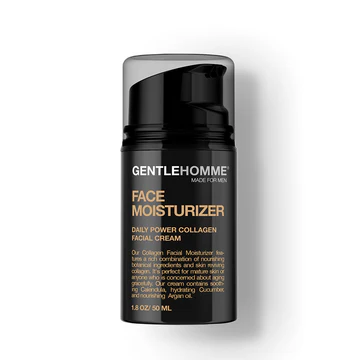 GENTLEHOMME®
MADE FOR MEN
FACE
MOISTURIZER
DAILY POWER COLLAGEN
FACIAL CREAM
Our Collagen Facial Moisturizer fea-
tures a rich combination of nourishing
botanical ingredients and skin reviving
collagen. It's perfect for mature skin or
anyone who is concerned about aging
gracefully. Our cream contains sooth-
ing Calendula, hydrating Cucumber,
and nourishing Argan oil.
1.8 OZ/ 50 ML